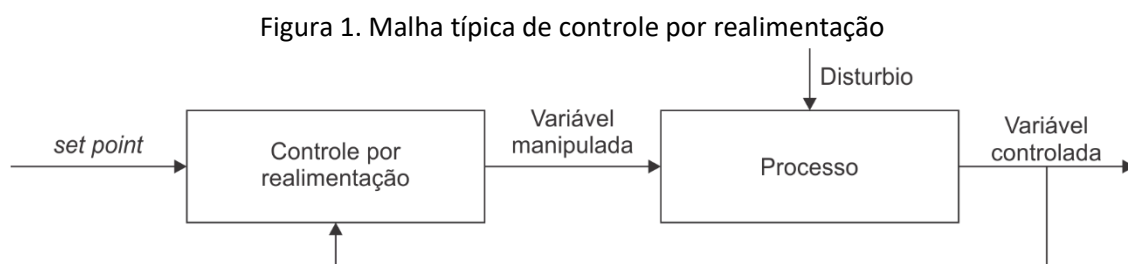 Figura 1. Malha típica de controle por realimentação
Disturbio
set point
Controle por
realimentação
Variável
manipulada
Processo
Variável
controlada